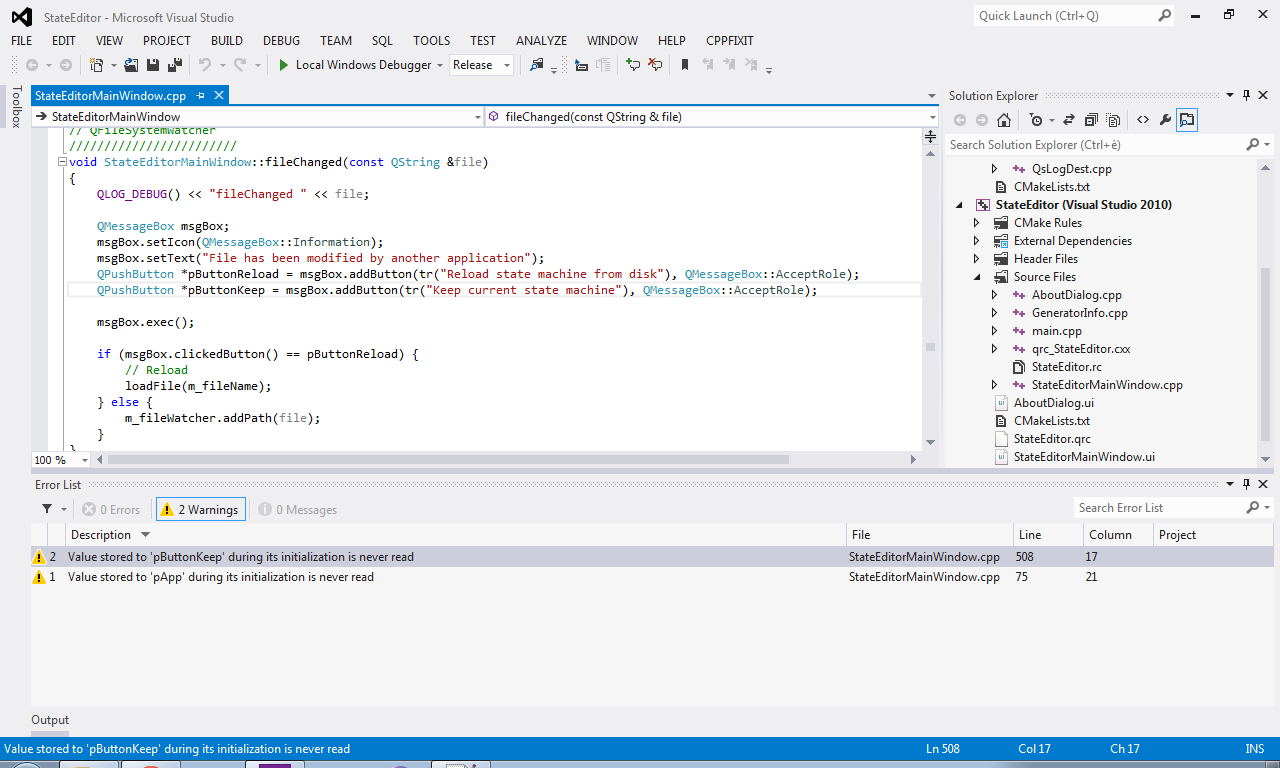 StateEditor - Microsoft Visual Studio
Quick Launch (Ctrl+Q)
FILE EDIT VIEW PROJECT BUILD DEBUG TEAM SQL TOOLS TEST ANALYZE WINDOW HELP CPPFIXIT
Local Windows Debugger Release
Toolbox
StateEditorMainWindow.cpp
StateEditorMainWindow
fileChanged(const QString & file)
// QFileSystemWatcher
////////////////////////
void StateEditorMainWindow::fileChanged(const QString &file)
{
QLOG_DEBUG() << "fileChanged " << file;
QMessageBox msgBox;
msgBox.setIcon(QMessageBox::Information);
msgBox.setText("File has been modified by another application");
QPushButton *pButtonReload = msgBox.addButton(tr("Reload state machine from disk"), QMessageBox::AcceptRole);
QPushButton *pButtonKeep = msgBox.addButton(tr("Keep current state machine"), QMessageBox::AcceptRole);
msgBox.exec();
if (msgBox.clickedButton() == pButtonReload) {
// Reload
loadFile(m_fileName);
} else {
m_fileWatcher.addPath(file);
}
}
100 %
Solution Explorer
Search Solution Explorer (Ctrl+è)
QsLogDest.cpp
CMakeLists.txt
StateEditor (Visual Studio 2010)
CMake Rules
External Dependencies
Header Files
Source Files
AboutDialog.cpp
GeneratorInfo.cpp
main.cpp
qrc_StateEditor.cxx
StateEditor.rc
StateEditorMainWindow.cpp
AboutDialog.ui
CMakeLists.txt
StateEditor.qrc
StateEditorMainWindow.ui
Error List
0 Errors 2 Warnings 0 Messages
Search Error List
Description File Line Column Project
2 Value stored to 'pButtonKeep' during its initialization is never read StateEditorMainWindow.cpp 508 17
1 Value stored to 'pApp' during its initialization is never read StateEditorMainWindow.cpp 75 21
Output
Value stored to 'pButtonKeep' during its initialization is never read Ln 508 Col 17 Ch 17 INS